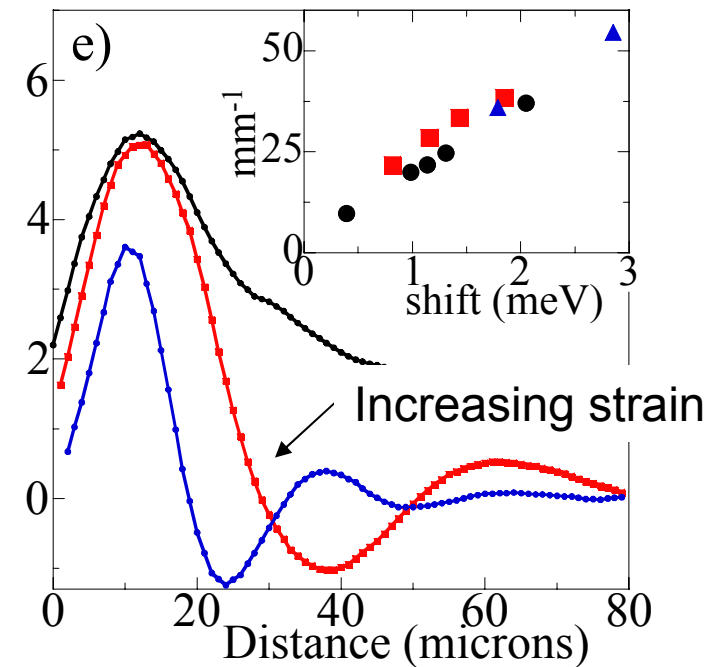 e)
6
4
2
0
0 20 40 60 80
Distance (microns)
Increasing strain
50
25
0
mm-1
0 1 2 3
shift (meV)